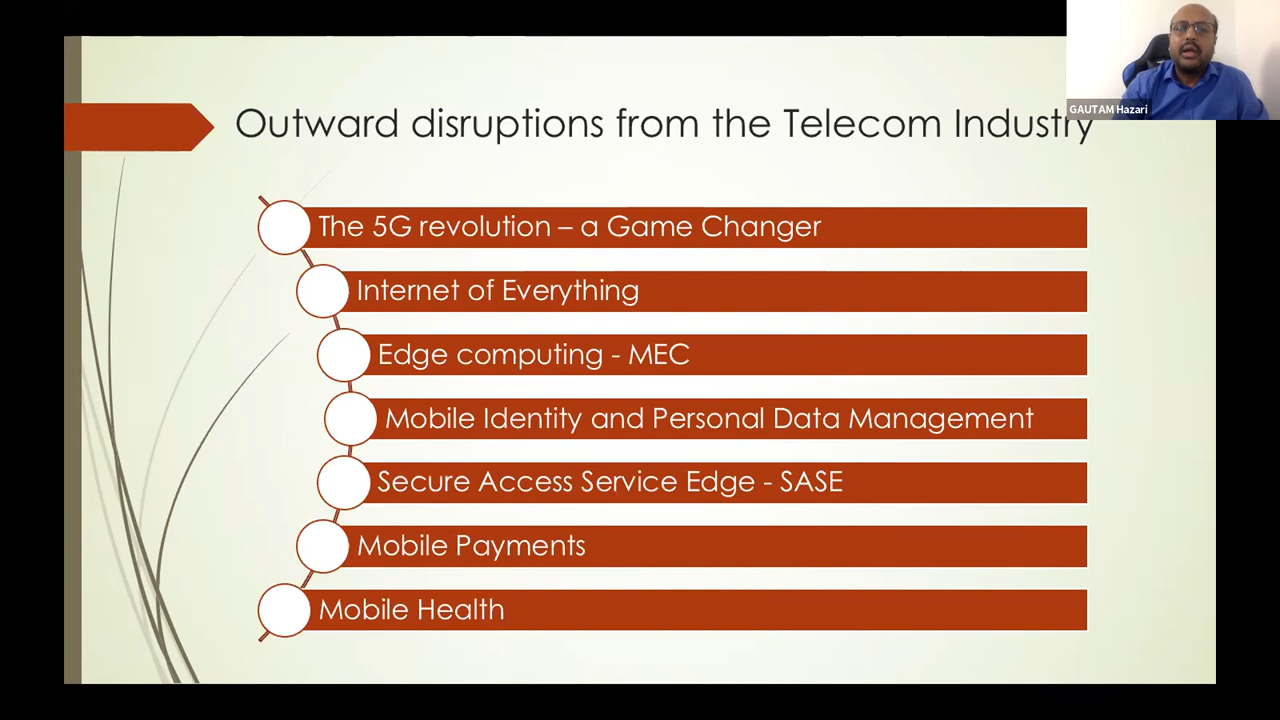 Outward disruptions from the Telecom Industry
GAUTAM Hazari
The 5G revolution – a Game Changer
Internet of Everything
Edge computing - MEC
Mobile Identity and Personal Data Management
Secure Access Service Edge - SASE
Mobile Payments
Mobile Health